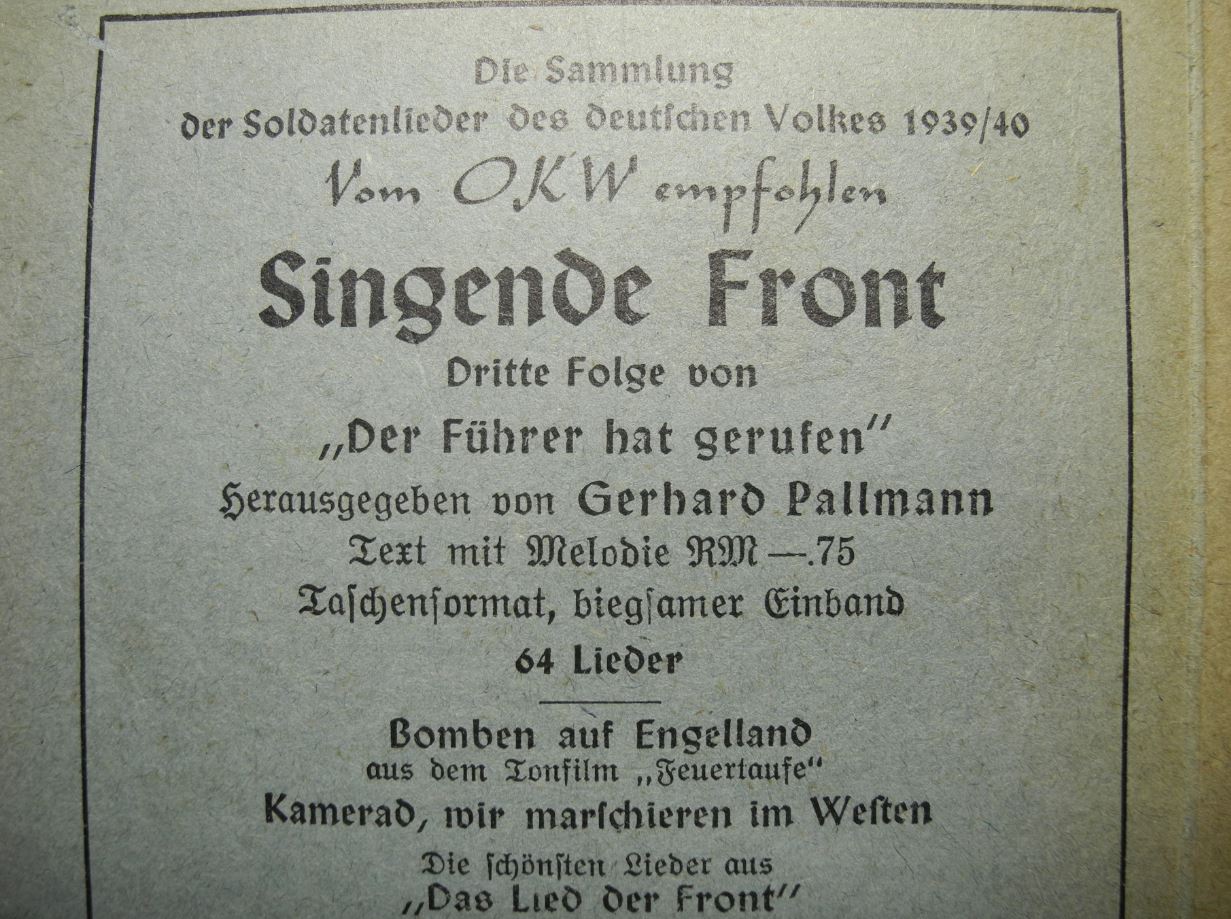 Die Sammlung
der Soldatenlieder des deutſchen Volkes 1939/40
Vom OKW empfohlen
Singende Front
Dritte Folge von
„Der Führer hat gerufen“
Herausgegeben von Gerhard Pallmann
Text mit Melodie RM —.75
Taſchenformat, biegſamer Einband
64 Lieder
Bomben auf Engelland
aus dem Tonfilm „Feuertaufe“
Kamerad, wir marſchieren im Weſten
Die ſchönſten Lieder aus
„Das Lied der Front“